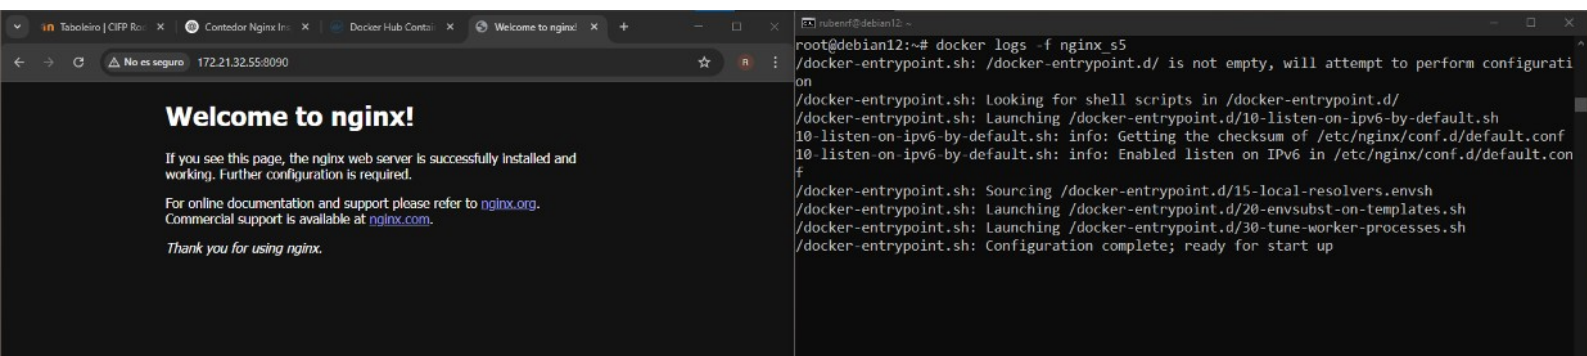 Taboleiro | CIFP Ro
Contedor Nginx Ins
Docker Hub Contai
Welcome to nginx!
No es seguro 172.21.32.55:8090
R
Welcome to nginx!
If you see this page, the nginx web server is successfully installed and
working. Further configuration is required.
For online documentation and support please refer to nginx.org.
Commercial support is available at nginx.com.
Thank you for using nginx.
rubenrf@debian12: ~
root@debian12:~# docker logs -f nginx_s5
/docker-entrypoint.sh: /docker-entrypoint.d/ is not empty, will attempt to perform configurati
on
/docker-entrypoint.sh: Looking for shell scripts in /docker-entrypoint.d/
/docker-entrypoint.sh: Launching /docker-entrypoint.d/10-listen-on-ipv6-by-default.sh
10-listen-on-ipv6-by-default.sh: info: Getting the checksum of /etc/nginx/conf.d/default.conf
10-listen-on-ipv6-by-default.sh: info: Enabled listen on IPv6 in /etc/nginx/conf.d/default.con
f
/docker-entrypoint.sh: Sourcing /docker-entrypoint.d/15-local-resolvers.envsh
/docker-entrypoint.sh: Launching /docker-entrypoint.d/20-envsubst-on-templates.sh
/docker-entrypoint.sh: Launching /docker-entrypoint.d/30-tune-worker-processes.sh
/docker-entrypoint.sh: Configuration complete; ready for start up